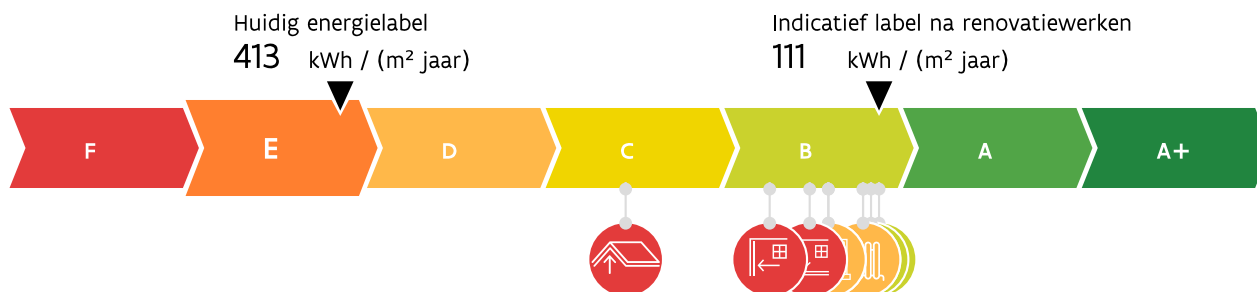 Huidig energielabel
413 kWh / (m² jaar)
Indicatief label na renovatiewerken
111 kWh / (m² jaar)
F E D C B A A+